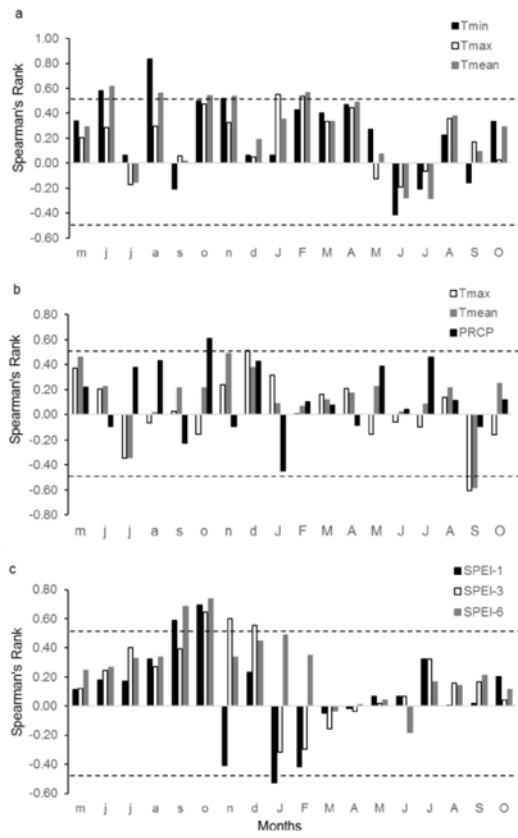 a
Tmin
Tmax
Tmean
Spearman's Rank
1.00
0.80
0.60
0.40
0.20
0.00
-0.20
-0.40
-0.60
m j j a s o n d J F M A M J J A S O
b
Tmax
Tmean
PRCP
Spearman's Rank
0.80
0.60
0.40
0.20
0.00
-0.20
-0.40
-0.60
-0.80
m j j a s o n d J F M A M J J A S O
c
SPEI-1
SPEI-3
SPEI-6
Spearman's Rank
0.80
0.60
0.40
0.20
0.00
-0.20
-0.40
-0.60
m j j a s o n d J F M A M J J A S O
Months